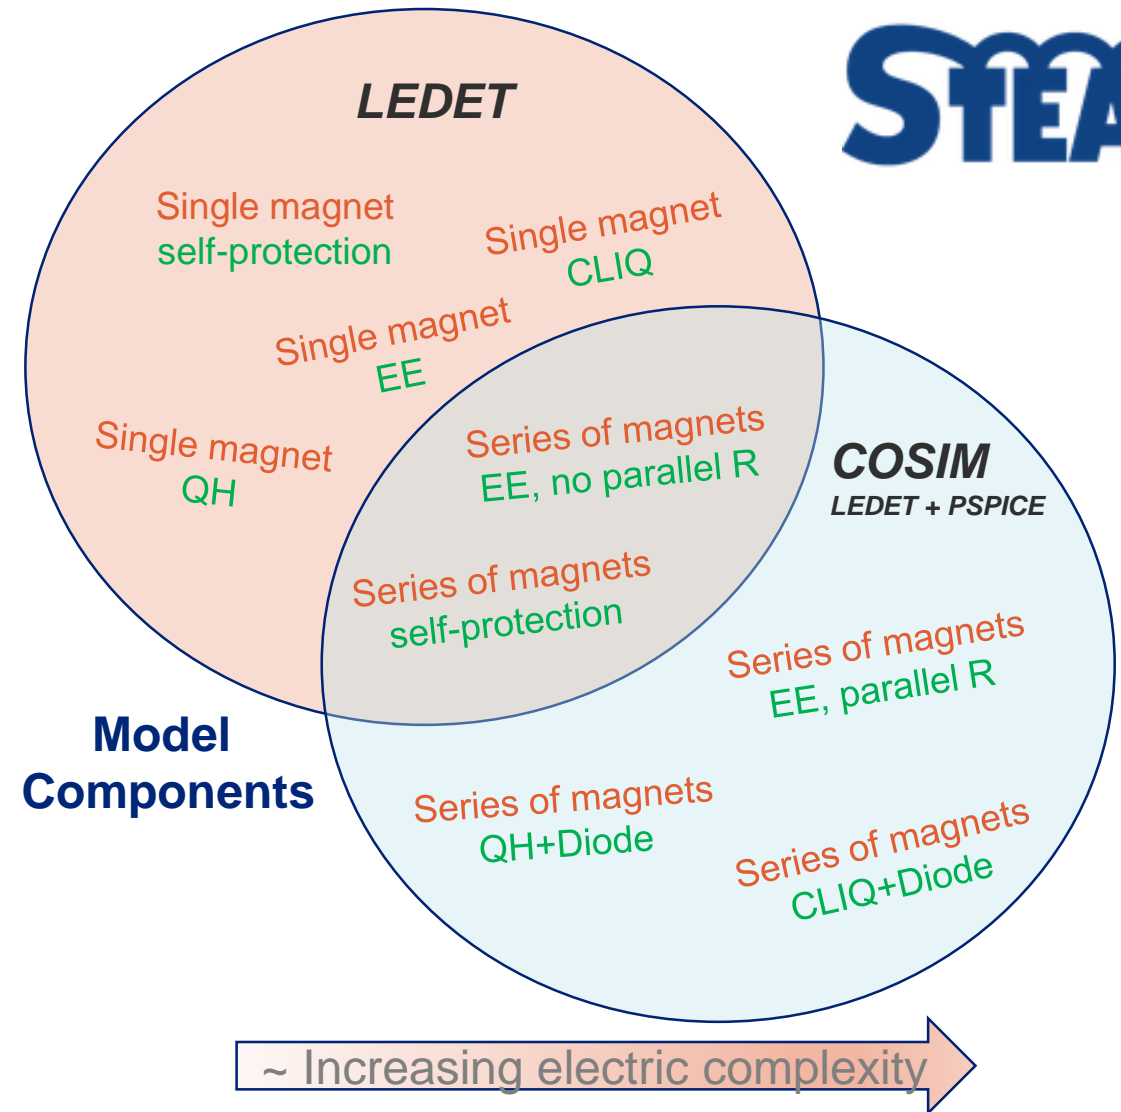 LEDET
STEA
Single magnet
self-protection
Single magnet
CLIQ
Single magnet
EE
Single magnet
QH
Series of magnets
EE, no parallel R
COSIM
LEDET + PSPICE
Series of magnets
self-protection
Series of magnets
EE, parallel R
Model
Components
Series of magnets
QH+Diode
Series of magnets
CLIQ+Diode
~ Increasing electric complexity